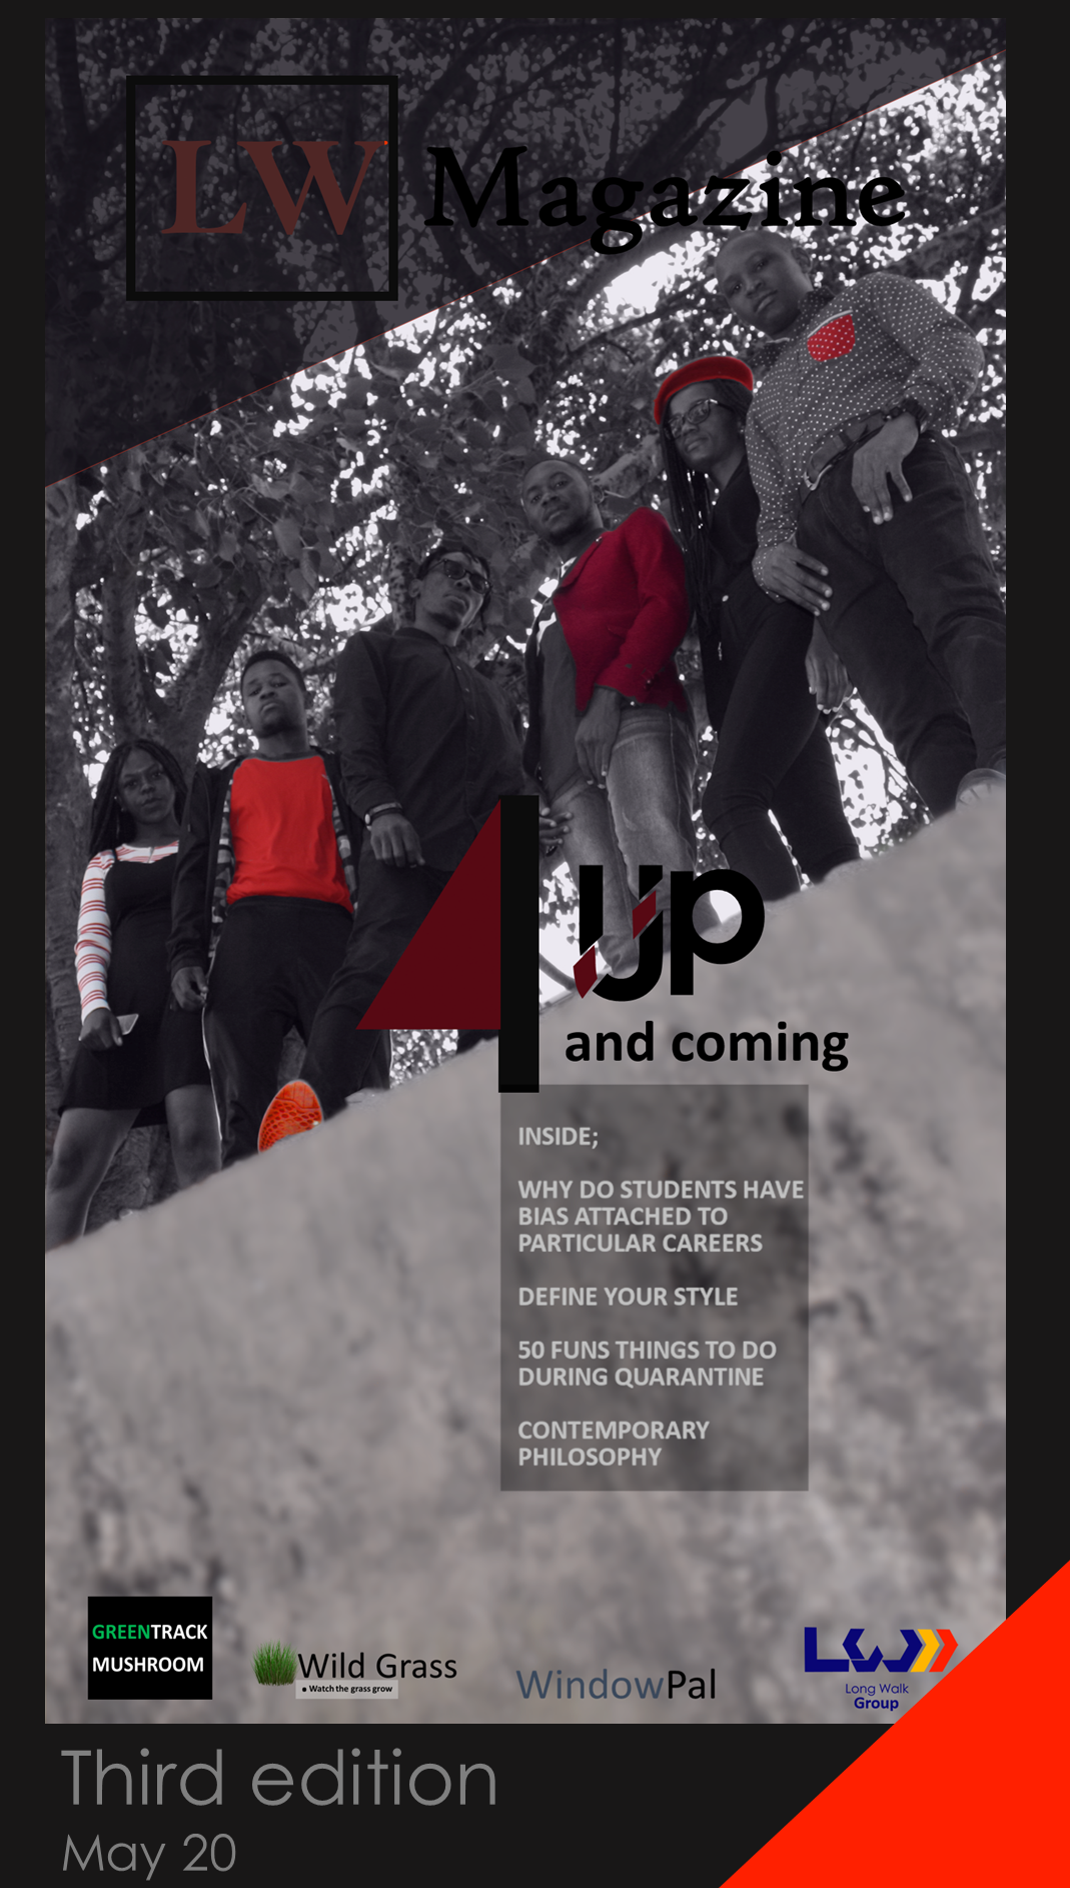 LW Magazine
Up
and coming
INSIDE;
WHY DO STUDENTS HAVE
BIAS ATTACHED TO
PARTICULAR CAREERS
DEFINE YOUR STYLE
50 FUNS THINGS TO DO
DURING QUARANTINE
CONTEMPORARY
PHILOSOPHY
GREENTRACK
MUSHROOM
Wild Grass
• Watch the grass grow
WindowPal
LW
Long Walk
Group
Third edition
May 20